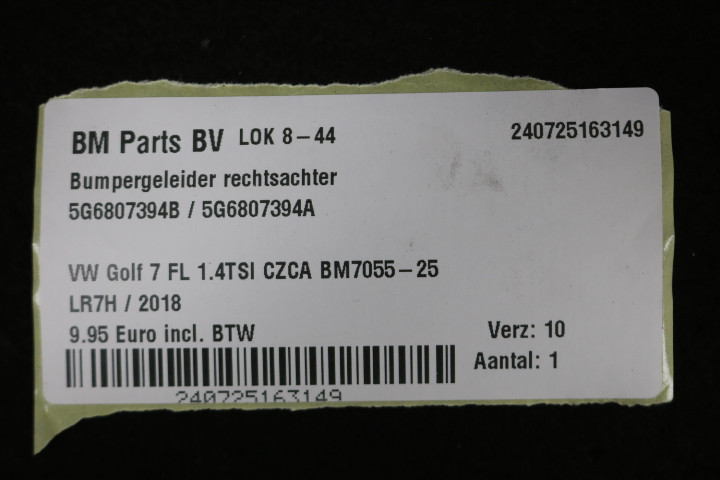 BM Parts BV LOK 8-44 240725163149
Bumpergeleider rechtsachter
5G6807394B / 5G6807394A
VW Golf 7 FL 1.4TSI CZCA BM7055-25
LR7H / 2018
9.95 Euro incl. BTW Verz: 10
Aantal: 1
240725163149